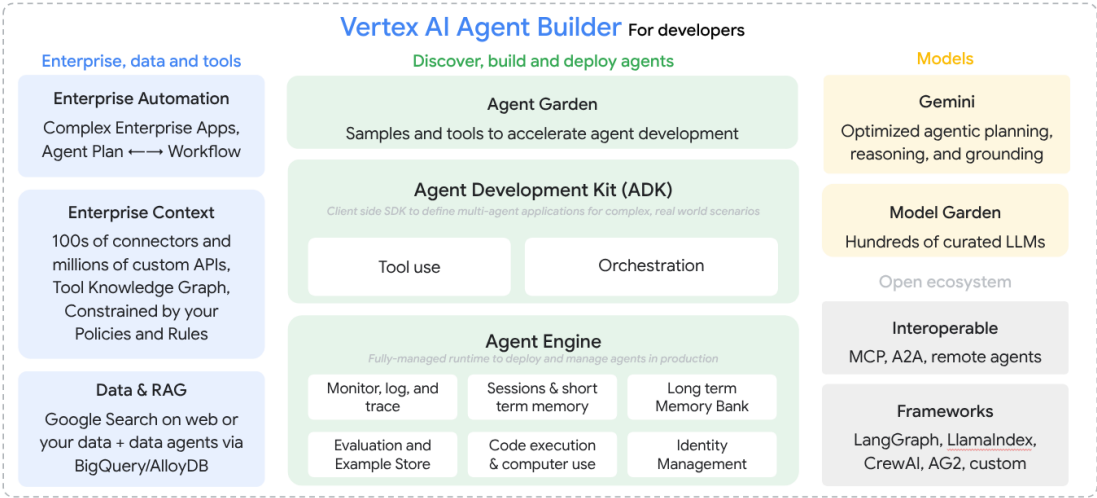 Vertex AI Agent Builder For developers
Enterprise, data and tools
Enterprise Automation
Complex Enterprise Apps,
Agent Plan ←→ Workflow
Enterprise Context
100s of connectors and
millions of custom APIs,
Tool Knowledge Graph,
Constrained by your
Policies and Rules
Data & RAG
Google Search on web or
your data + data agents via
BigQuery/AlloyDB
Discover, build and deploy agents
Agent Garden
Samples and tools to accelerate agent development
Agent Development Kit (ADK)
Client side SDK to define multi-agent applications for complex, real world scenarios
Tool use
Orchestration
Agent Engine
Fully-managed runtime to deploy and manage agents in production
Monitor, log, and
trace
Sessions & short
term memory
Long term
Memory Bank
Evaluation and
Example Store
Code execution
& computer use
Identity
Management
Models
Gemini
Optimized agentic planning,
reasoning, and grounding
Model Garden
Hundreds of curated LLMs
Open ecosystem
Interoperable
MCP, A2A, remote agents
Frameworks
LangGraph, LlamaIndex,
CrewAI, AG2, custom